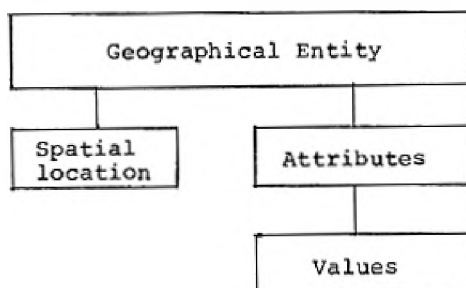 Geographical Entity
Spatial
location
Attributes
Values